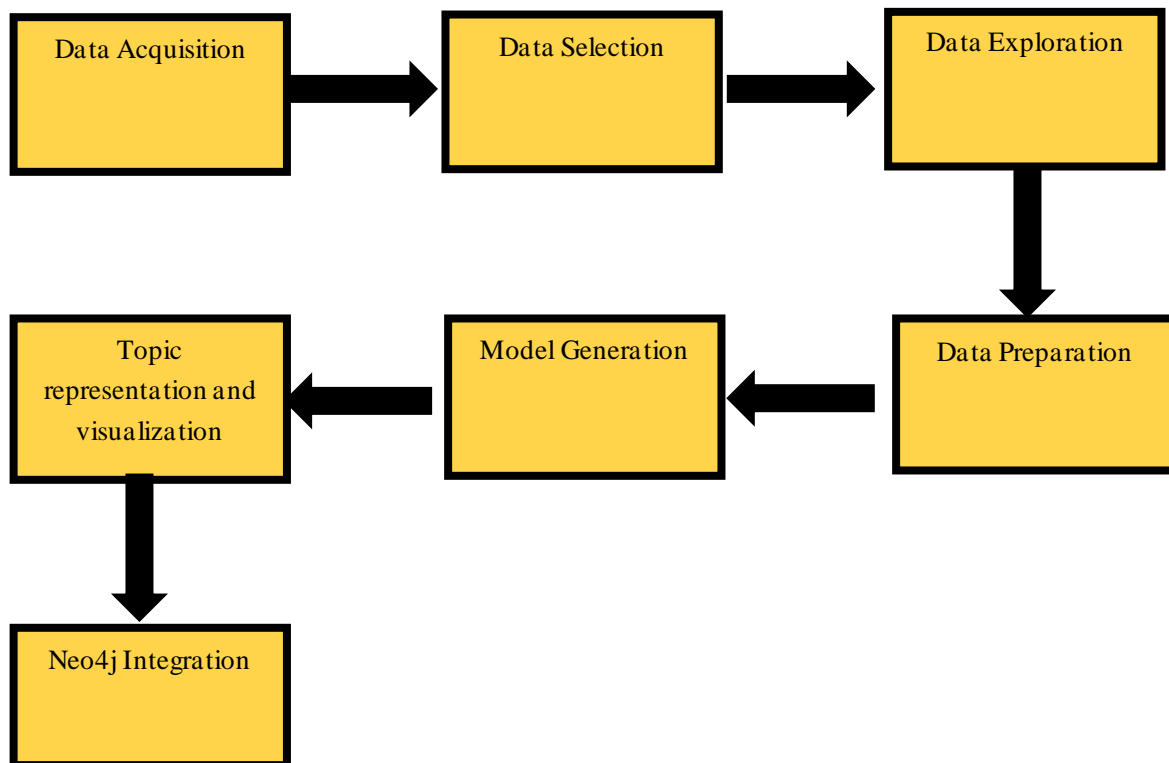 Data Acquisition
Data Selection
Data Exploration
Topic
representation and
visualization
Model Generation
Data Preparation
Neo4j Integration